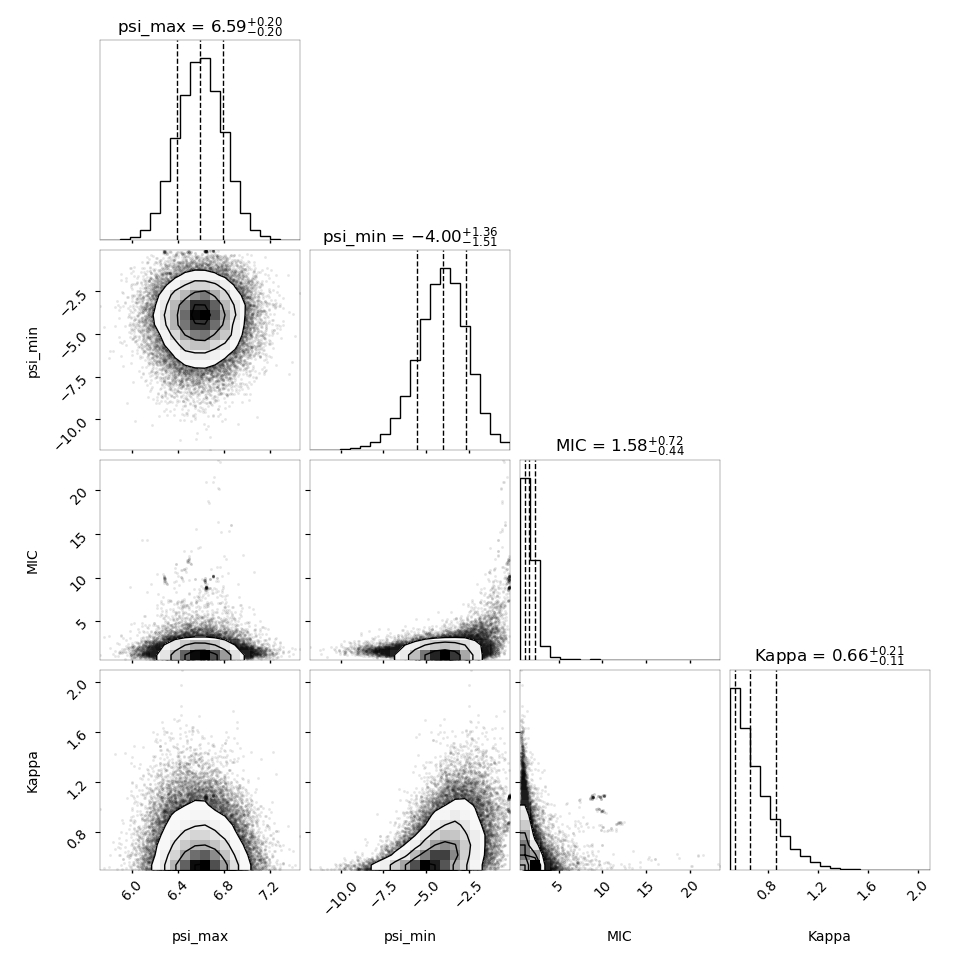 psi_max = 6.59+0.20−0.20
psi_min = −4.00+1.36−1.51
psi_min
−2.5
−5.0
−7.5
−10.0
MIC = 1.58+0.72−0.44
MIC
20
15
10
5
Kappa = 0.66+0.21−0.11
Kappa
2.0
1.6
1.2
0.8
6.0 6.4 6.8 7.2
−10.0 −7.5 −5.0 −2.5
5 10 15 20
0.8 1.2 1.6 2.0
psi_max psi_min MIC Kappa